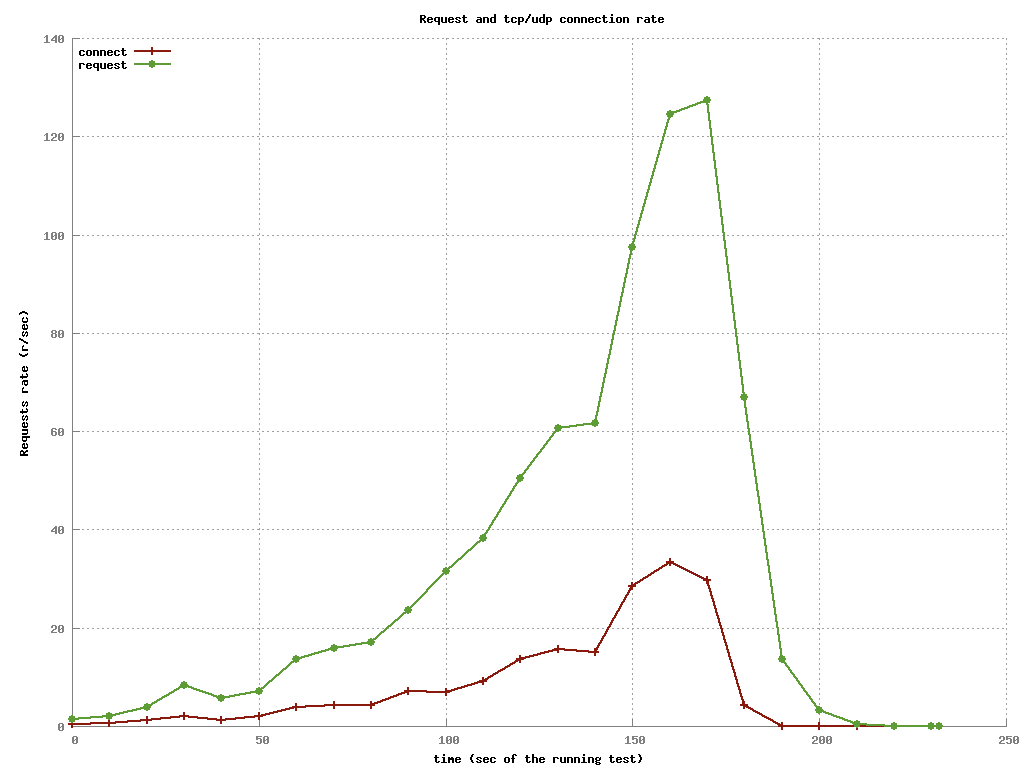 Request and tcp/udp connection rate
140
connect
request
120
100
80
60
40
20
0
Requests rate (r/sec)
0 50 100 150 200 250
time (sec of the running test)